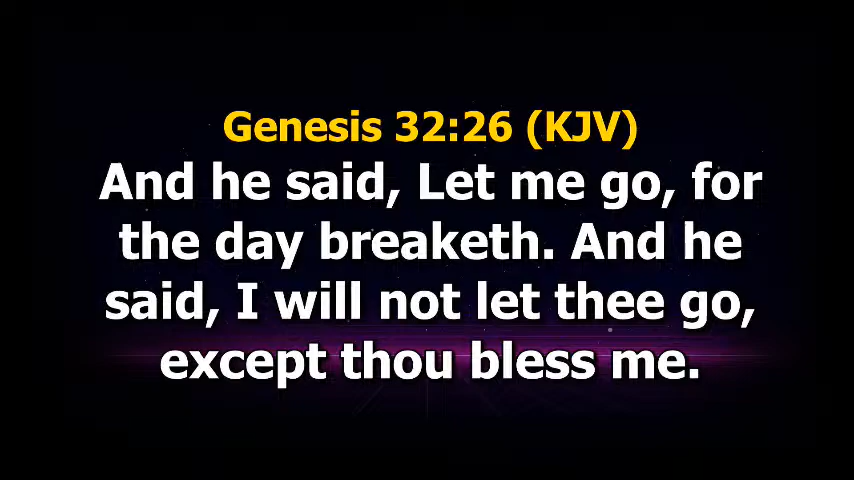 Genesis 32:26 (KJV)
And he said, Let me go, for
the day breaketh. And he
said, I will not let thee go,
except thou bless me.